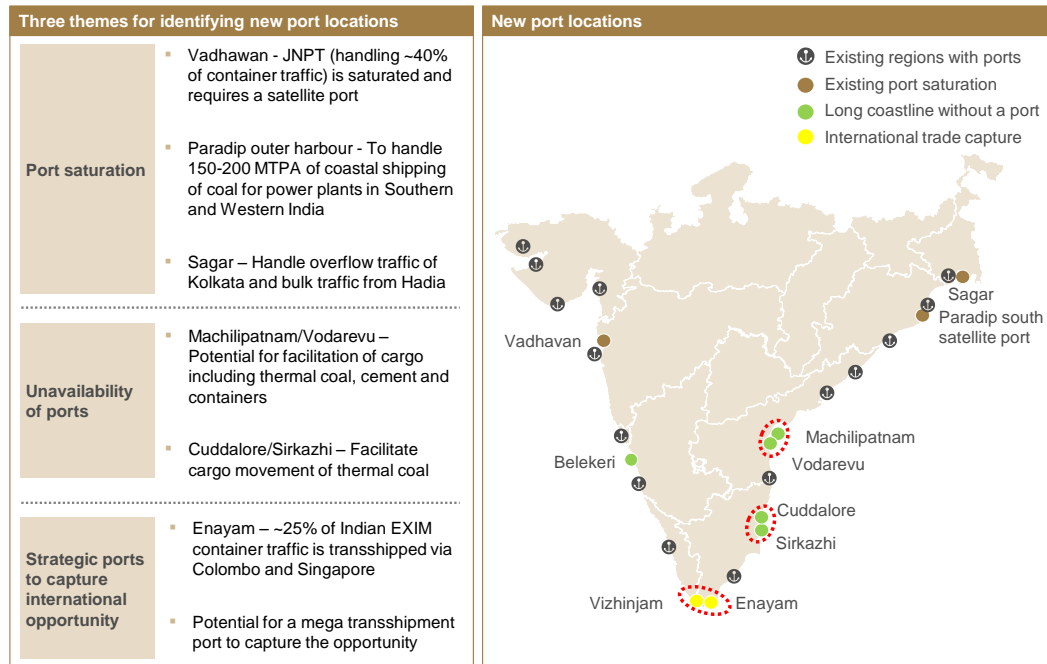 Three themes for identifying new port locations
Port saturation
Vadhawan - JNPT (handling ~40%
of container traffic) is saturated and
requires a satellite port
Paradip outer harbour - To handle
150-200 MTPA of coastal shipping
of coal for power plants in Southern
and Western India
Sagar – Handle overflow traffic of
Kolkata and bulk traffic from Hadia
Unavailability
of ports
Machilipatnam/Vodarevu –
Potential for facilitation of cargo
including thermal coal, cement and
containers
Cuddalore/Sirkazhi – Facilitate
cargo movement of thermal coal
Strategic ports
to capture
international
opportunity
Enayam – ~25% of Indian EXIM
container traffic is transshipped via
Colombo and Singapore
Potential for a mega transshipment
port to capture the opportunity
New port locations
Existing regions with ports
Existing port saturation
Long coastline without a port
International trade capture
Sagar
Paradip south
satellite port
Vadhavan
Machilipatnam
Vodarevu
Belekeri
Cuddalore
Sirkazhi
Vizhinjam
Enayam